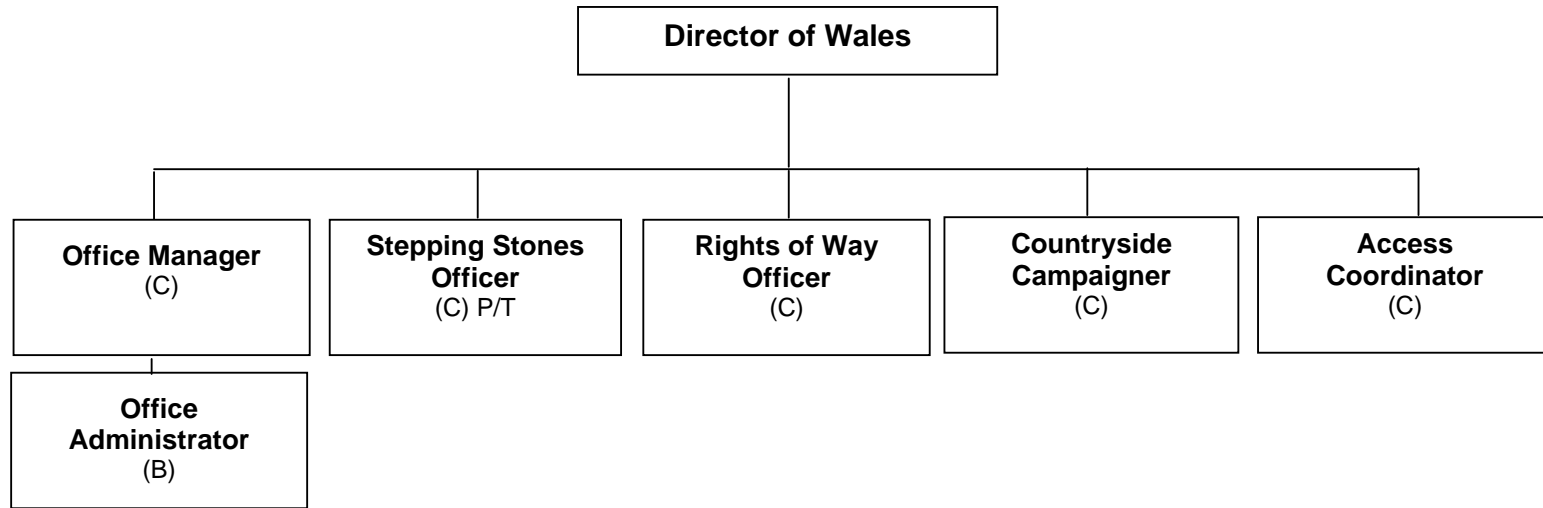 Director of Wales
Office Manager
(C)
Stepping Stones
Officer
(C) P/T
Rights of Way
Officer
(C)
Countryside
Campaigner
(C)
Access
Coordinator
(C)
Office
Administrator
(B)